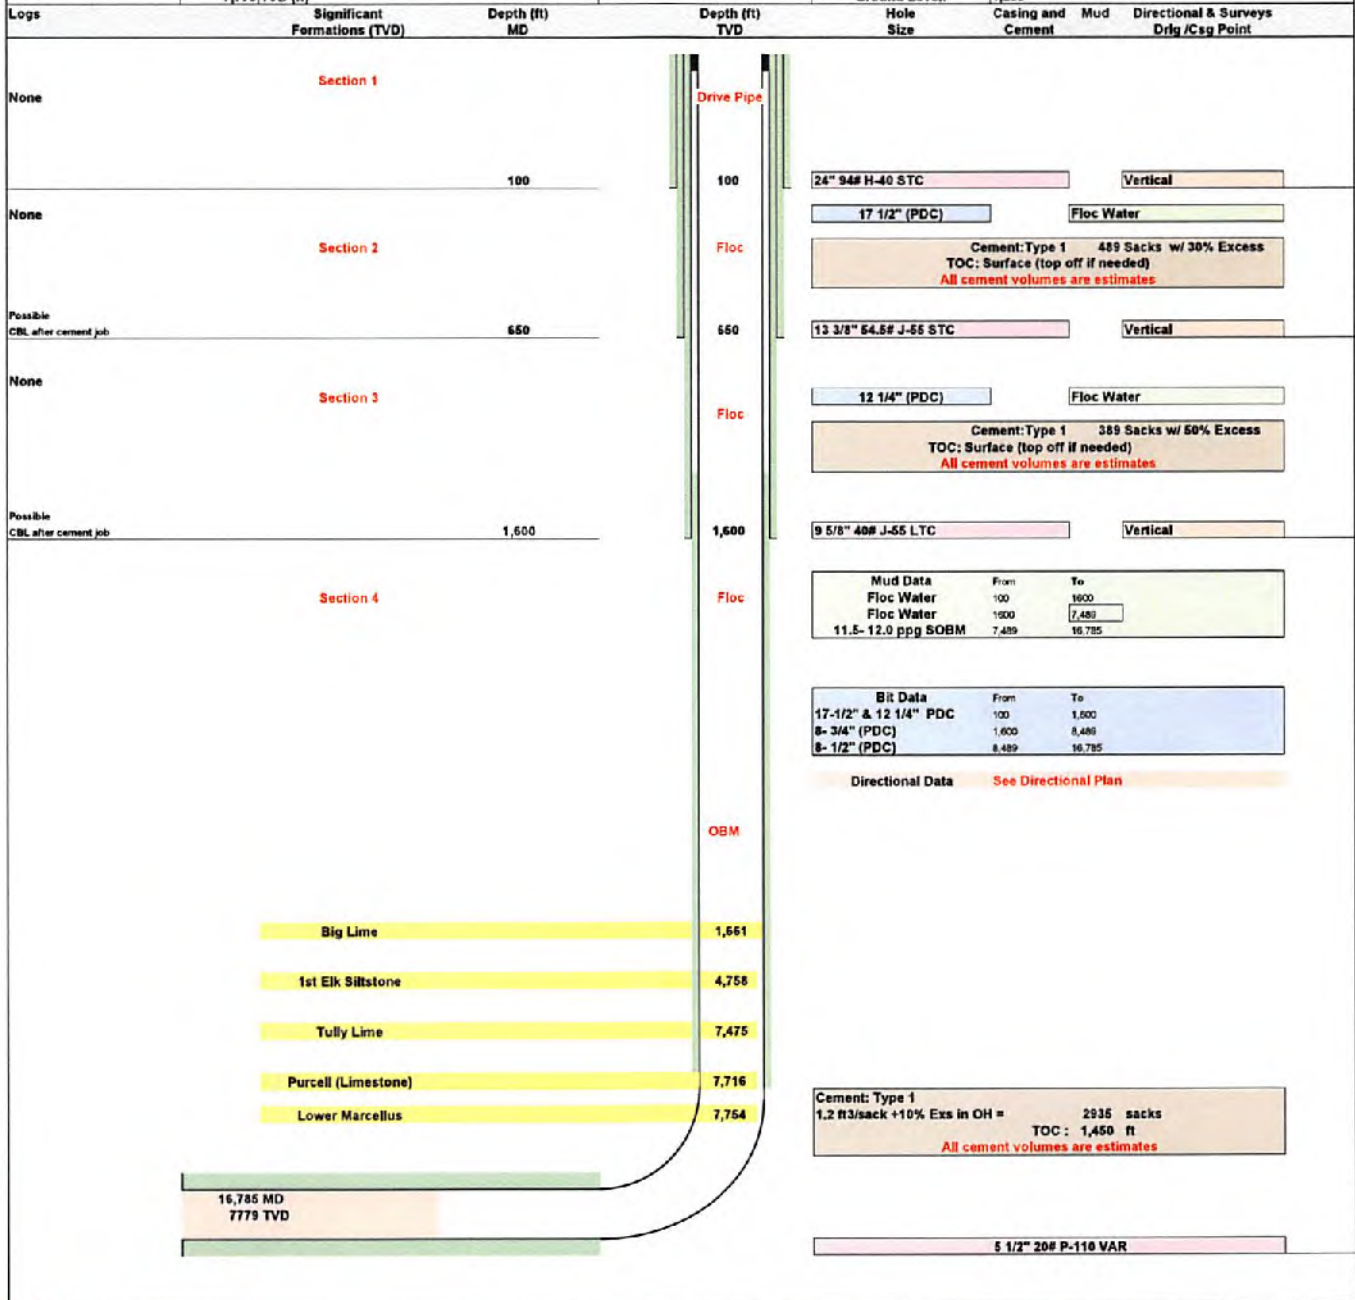 Logs Significant Formations (TVD) Depth (ft) MD Depth (ft) TVD Hole Size Casing and Cement Mud Directional & Surveys Drlg /Csg Point
Section 1
None Drive Pipe
100 100 24" 94# H-40 STC Vertical
None 17 1/2" (PDC) Floc Water
Section 2 Floc Cement:Type 1 489 Sacks w/ 30% Excess
TOC: Surface (top off if needed)
All cement volumes are estimates
Possible
CBL after cement job 650 650 13 3/8" 54.5# J-55 STC Vertical
None
Section 3 12 1/4" (PDC) Floc Water
Floc
Cement:Type 1 389 Sacks w/ 50% Excess
TOC: Surface (top off if needed)
All cement volumes are estimates
Possible
CBL after cement job 1,600 1,600 9 5/8" 40# J-55 LTC Vertical
Mud Data From To
Section 4 Floc Floc Water 100 1600
Floc Water 1600 7,489
11.5- 12.0 ppg SOBM 7,489 16,785
Bit Data From To
17-1/2" & 12 1/4" PDC 100 1,600
8- 3/4" (PDC) 1,600 8,489
8- 1/2" (PDC) 8,489 16,785
Directional Data See Directional Plan
OBM
Big Lime 1,551
1st Elk Siltstone 4,758
Tully Lime 7,475
Purcell (Limestone) 7,716
Cement: Type 1
Lower Marcellus 7,754 1.2 ft3/sack +10% Exs in OH = 2935 sacks
TOC : 1,450 ft
All cement volumes are estimates
16,785 MD
7779 TVD
5 1/2" 20# P-110 VAR